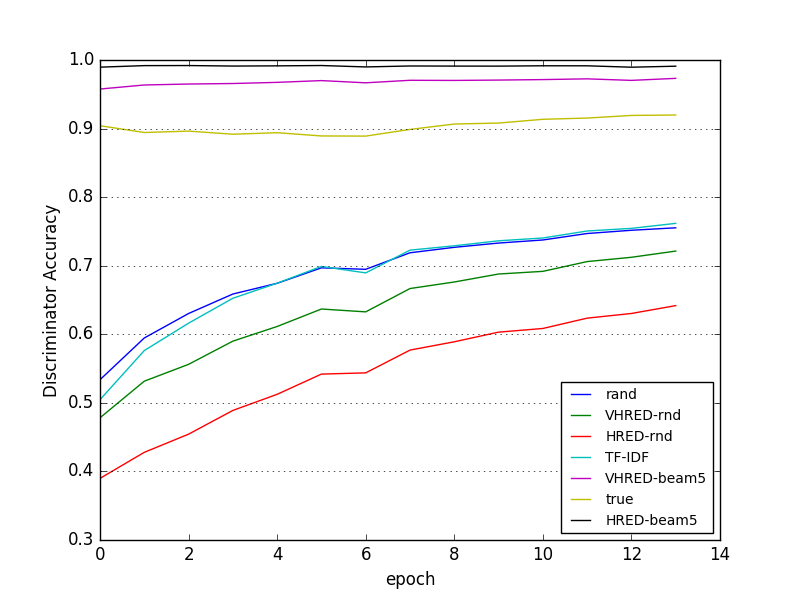 1.0
0.9
0.8
0.7
0.6
0.5
0.4
0.3
0 2 4 6 8 10 12 14
Discriminator Accuracy
epoch
rand
VHRED-rnd
HRED-rnd
TF-IDF
VHRED-beam5
true
HRED-beam5